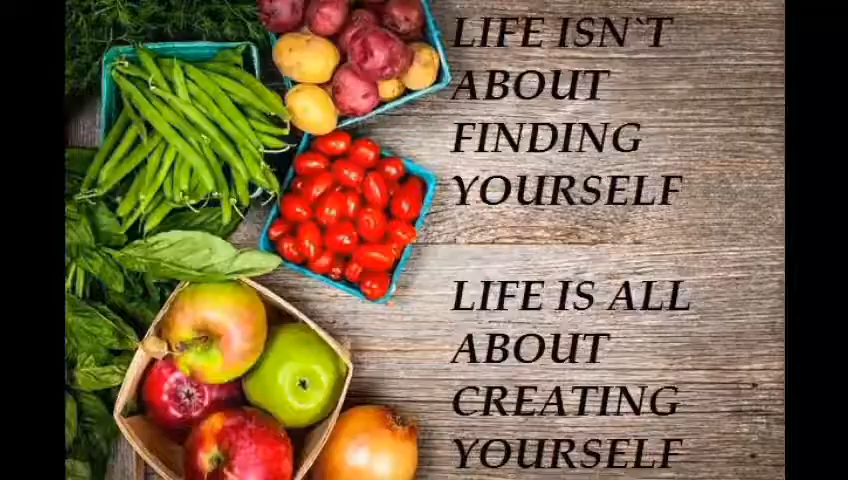 LIFE ISN`T
ABOUT
FINDING
YOURSELF
LIFE IS ALL
ABOUT
CREATING
YOURSELF